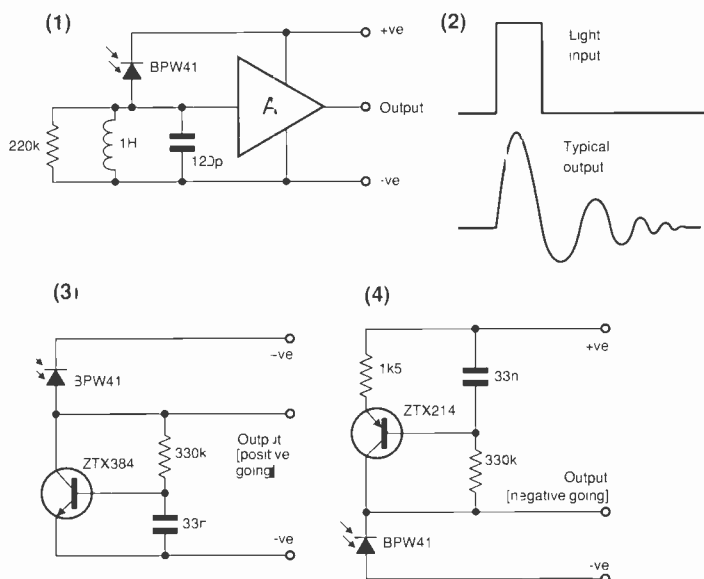 (1)
+ve
BPW41
A
Output
220k
1H
120p
-ve
(2)
Light
input
Typical
output
(3)
–ve
BPW41
Output
[positive
going]
330k
ZTX384
33n
-ve
(4)
+ve
1k5
33n
ZTX214
330k
Output
[negative going]
BPW41
-ve